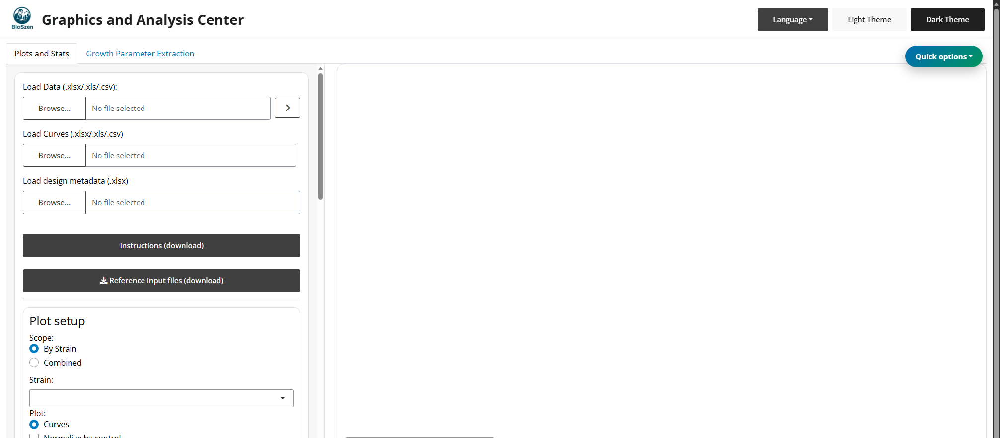 BioSzen
Graphics and Analysis Center
Language
Light Theme
Dark Theme
Plots and Stats
Growth Parameter Extraction
Quick options
Load Data (.xlsx/.xls/.csv):
Browse...
No file selected
Load Curves (.xlsx/.xls/.csv)
Browse...
No file selected
Load design metadata (.xlsx)
Browse...
No file selected
Instructions (download)
Reference input files (download)
Plot setup
Scope:
By Strain
Combined
Strain:
Plot:
Curves
Normalize by control